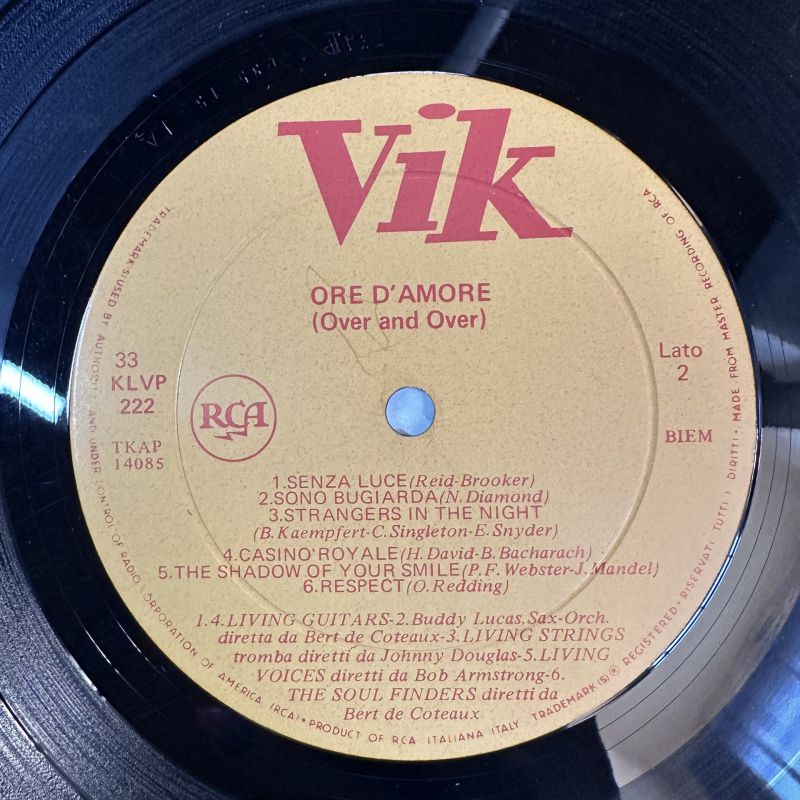 Vik
ORE D'AMORE
(Over and Over)
33
KLVP
222
TKAP
14085
RCA
Lato
2
BIEM
1.SENZA LUCE(Reid-Brooker)
2.SONO BUGIARDA(N. Diamond)
3.STRANGERS IN THE NIGHT
(B. Kaempfert-C. Singleton-E. Snyder)
4.CASINO ROYALE(H. David-B. Bacharach)
5.THE SHADOW OF YOUR SMILE(P. F. Webster-J. Mandel)
6.RESPECT(O. Redding)
1.4. LIVING GUITARS-2. Buddy Lucas, Sax-Orch.
diretta da Bert de Coteaux-3. LIVING STRINGS
tromba diretti da Johnny Douglas-5. LIVING
VOICES diretti da Bob Armstrong-6.
THE SOUL FINDERS diretti da
Bert de Coteaux
TRADEMARK(S)USED BY AND UNDER CONTROL OF RADIO CORPORATION OF AMERICA (RCA) • PRODUCT OF RCA ITALIANA ITALY TRADEMARK(S)® REGISTERED • RISERVATI TUTTI I DIRITTI • MADE FROM MASTER RECORDING OF RCA